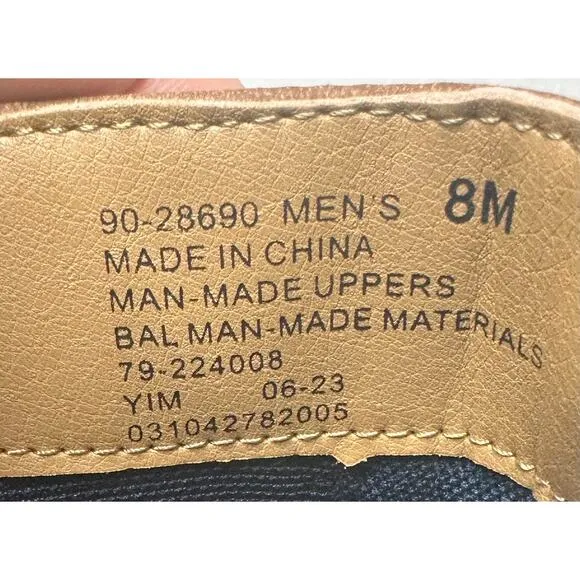 90-28690 MEN'S 8M
MADE IN CHINA
MAN-MADE UPPERS
BAL MAN-MADE MATERIALS
79-224008
YIM 06-23
031042782005